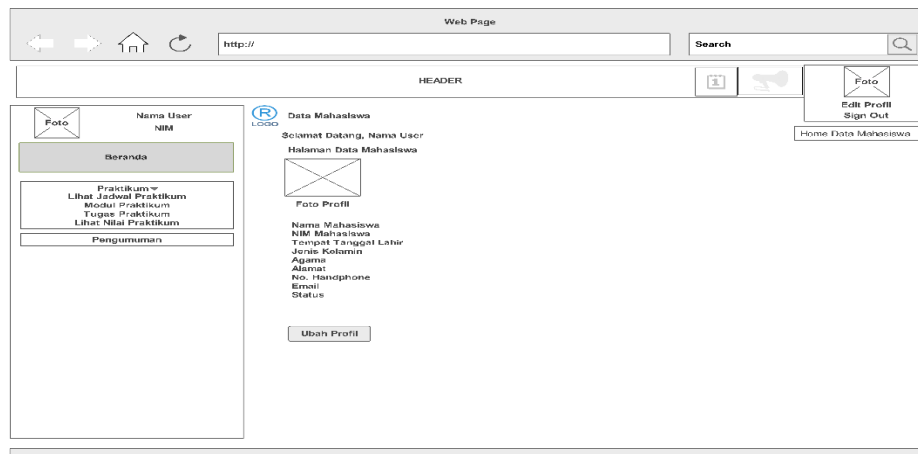 Web Page
http://
Search
HEADER
1
Foto
Edit Profil
Sign Out
Home Data Mahasiswa
Foto
Nama User
NIM
Beranda
Praktikum
Lihat Jadwal Praktikum
Modul Praktikum
Tugas Praktikum
Lihat Nilai Praktikum
Pengumuman
R
LOGO
Data Mahasiswa
Selamat Datang, Nama User
Halaman Data Mahasiswa
Foto Profil
Nama Mahasiswa
NIM Mahasiswa
Tempat Tanggal Lahir
Jenis Kelamin
Agama
Alamat
No. Handphone
Email
Status
Ubah Profil